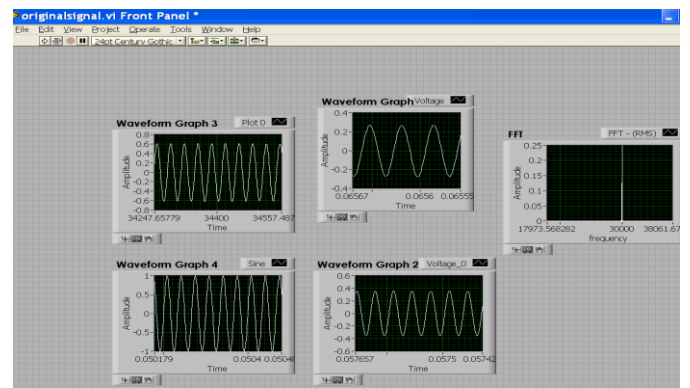 originalsignal.vi Front Panel *
File Edit View Project Operate Tools Window Help
24pt Century Gothic
Waveform Graph 3 Plot 0
Amplitude
0.8-
0.6-
0.4-
0.2-
0-
-0.2-
-0.4-
-0.6-
-0.8-
34247.65779 34400 34557.487
Time
Waveform Graph Voltage
Amplitude
0.4-
0.2-
0-
-0.2-
-0.4-
0.06567 0.0656 0.06555
Time
FFT FFT - (RMS)
Amplitude
0.25-
0.2-
0.15-
0.1-
0.05-
0-
17973.568282 30000 38061.67
frequency
Waveform Graph 4 Sine
Amplitude
1-
0.5-
0-
-0.5-
-1-
0.050179 0.0504 0.05048
Time
Waveform Graph 2 Voltage_0
Amplitude
0.6-
0.4-
0.2-
0-
-0.2-
-0.4-
-0.6-
0.057657 0.0575 0.05742
Time